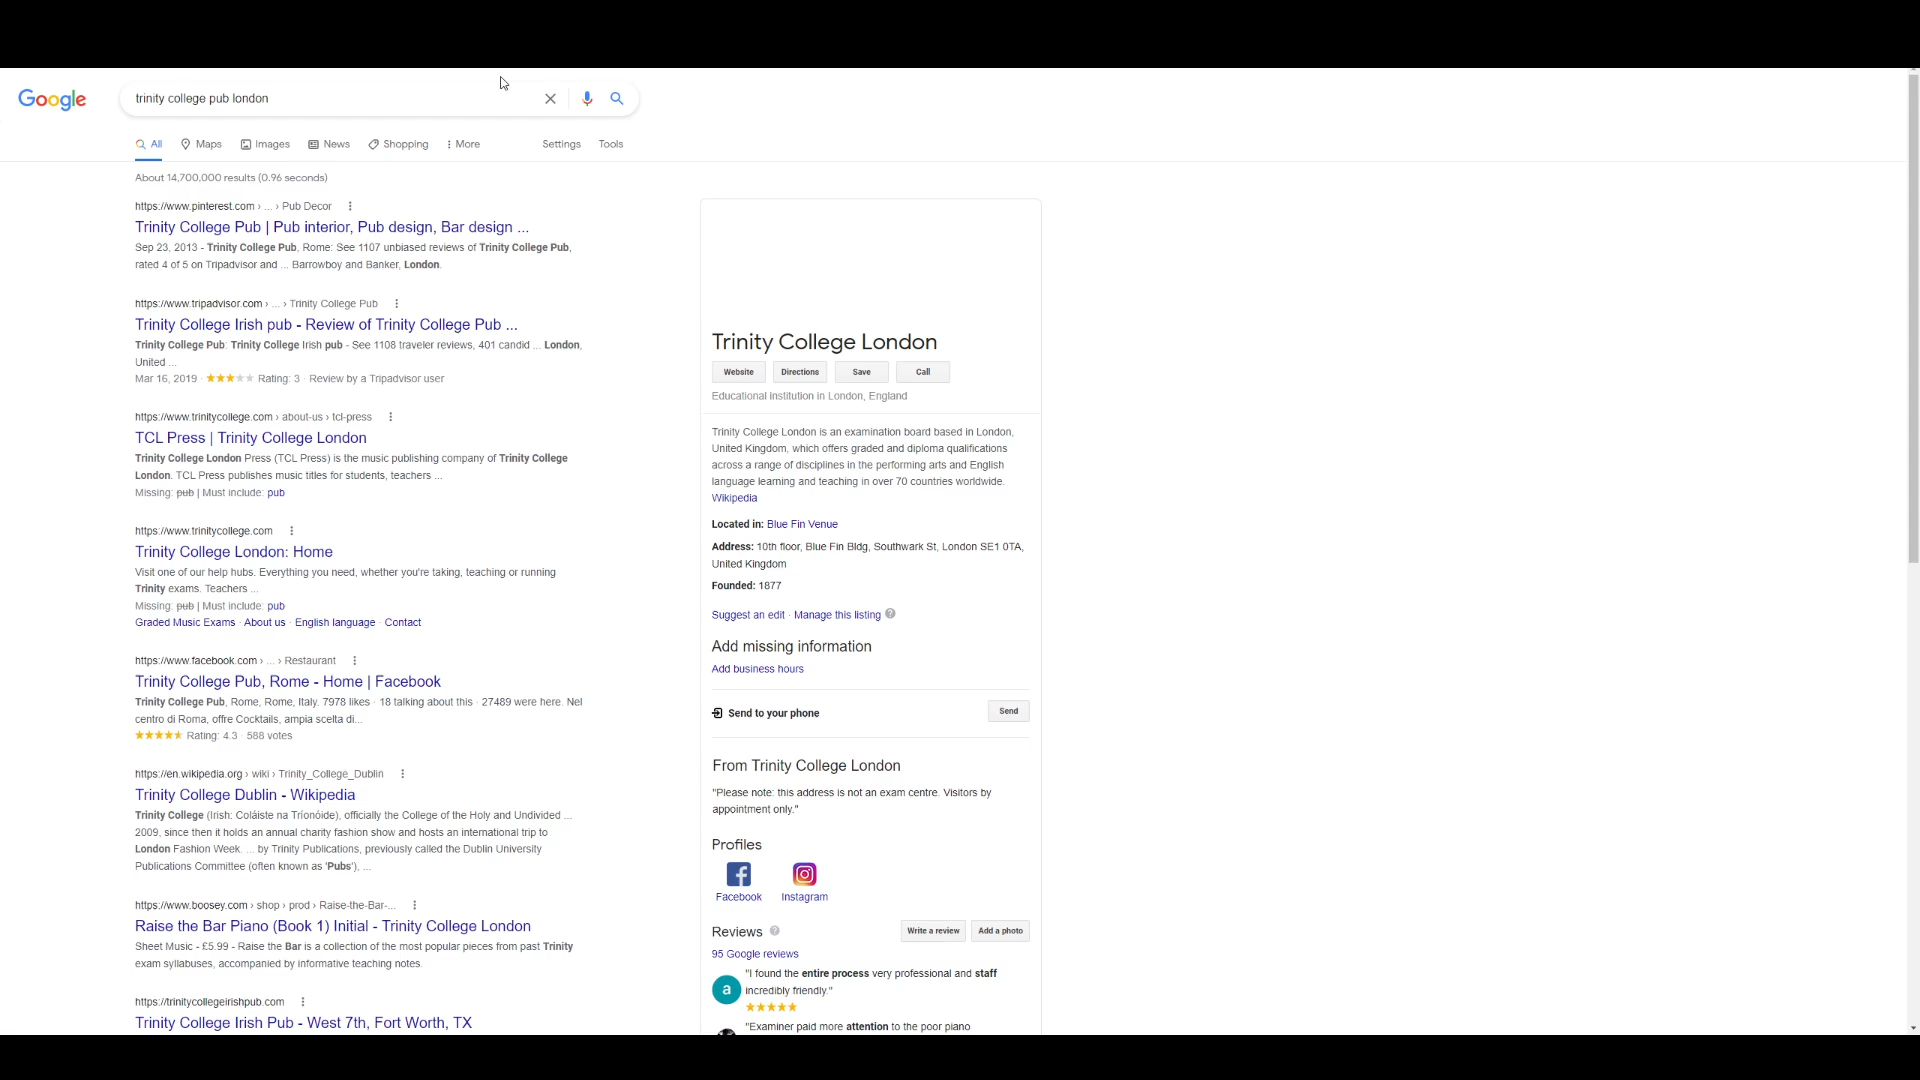 Google
trinity college pub london
All Maps Images News Shopping More Settings Tools
About 14,700,000 results (0.96 seconds)
https://www.pinterest.com › ... › Pub Decor
Trinity College Pub | Pub interior, Pub design, Bar design ...
Sep 23, 2013 - Trinity College Pub, Rome: See 1107 unbiased reviews of Trinity College Pub,
rated 4 of 5 on Tripadvisor and ... Barrowboy and Banker, London.
https://www.tripadvisor.com › ... › Trinity College Pub
Trinity College Irish pub - Review of Trinity College Pub ...
Trinity College Pub: Trinity College Irish pub - See 1108 traveler reviews, 401 candid ... London,
United ...
Mar 16, 2019 · Rating: 3 · Review by a Tripadvisor user
https://www.trinitycollege.com › about-us › tcl-press
TCL Press | Trinity College London
Trinity College London Press (TCL Press) is the music publishing company of Trinity College
London. TCL Press publishes music titles for students, teachers ...
Missing: pub | Must include: pub
https://www.trinitycollege.com
Trinity College London: Home
Visit one of our help hubs. Everything you need, whether you're taking, teaching or running
Trinity exams. Teachers ...
Missing: pub | Must include: pub
Graded Music Exams · About us · English language · Contact
https://www.facebook.com › ... › Restaurant
Trinity College Pub, Rome - Home | Facebook
Trinity College Pub, Rome, Rome, Italy. 7978 likes · 18 talking about this · 27489 were here. Nel
centro di Roma, offre Cocktails, ampia scelta di...
Rating: 4.3 · 588 votes
https://en.wikipedia.org › wiki › Trinity_College_Dublin
Trinity College Dublin - Wikipedia
Trinity College (Irish: Coláiste na Tríonóide), officially the College of the Holy and Undivided ...
2009, since then it holds an annual charity fashion show and hosts an international trip to
London Fashion Week. ... by Trinity Publications, previously called the Dublin University
Publications Committee (often known as 'Pubs'), ...
https://www.boosey.com › shop › prod › Raise-the-Bar-...
Raise the Bar Piano (Book 1) Initial - Trinity College London
Sheet Music - £5.99 - Raise the Bar is a collection of the most popular pieces from past Trinity
exam syllabuses, accompanied by informative teaching notes.
https://trinitycollegeirishpub.com
Trinity College Irish Pub - West 7th, Fort Worth, TX
Trinity College London
Website Directions Save Call
Educational institution in London, England
Trinity College London is an examination board based in London,
United Kingdom, which offers graded and diploma qualifications
across a range of disciplines in the performing arts and English
language learning and teaching in over 70 countries worldwide.
Wikipedia
Located in: Blue Fin Venue
Address: 10th floor, Blue Fin Bldg, Southwark St, London SE1 0TA,
United Kingdom
Founded: 1877
Suggest an edit · Manage this listing
Add missing information
Add business hours
Send to your phone Send
From Trinity College London
"Please note: this address is not an exam centre. Visitors by
appointment only."
Profiles
Facebook Instagram
Reviews Write a review Add a photo
95 Google reviews
a
"I found the entire process very professional and staff
incredibly friendly."
"Examiner paid more attention to the poor piano